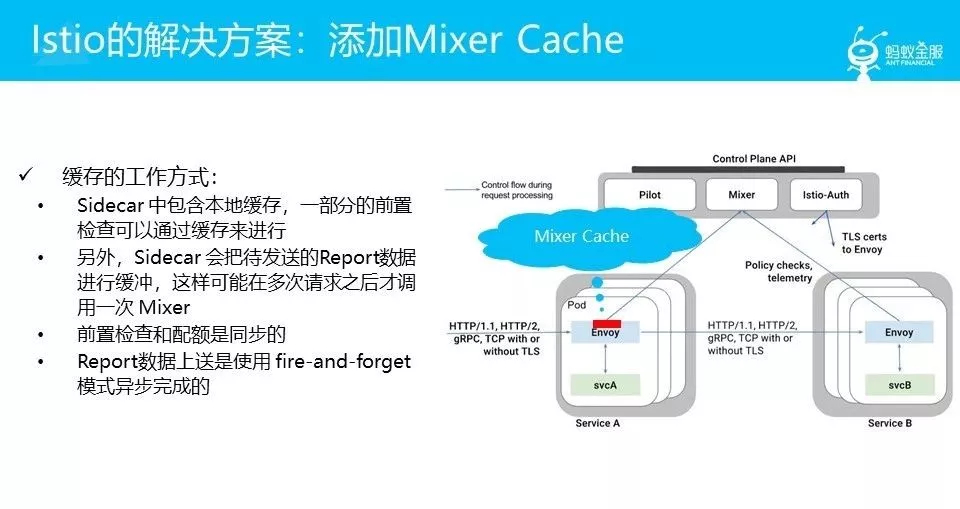 Istio的解决方案：添加Mixer Cache
蚂蚁金服
ANT FINANCIAL
✓ 缓存的工作方式：
• Sidecar 中包含本地缓存，一部分的前置
检查可以通过缓存来进行
• 另外，Sidecar 会把待发送的Report数据
进行缓冲，这样可能在多次请求之后才调
用一次 Mixer
• 前置检查和配额是同步的
• Report数据上送是使用 fire-and-forget
模式异步完成的
Control Plane API
Control flow during
request processing
Pilot
Mixer
Istio-Auth
Mixer Cache
TLS certs
to Envoy
Policy checks,
telemetry
Pod
HTTP/1.1, HTTP/2,
gRPC, TCP with or
without TLS
Envoy
HTTP/1.1, HTTP/2,
gRPC, TCP with or
without TLS
Envoy
svcA
svcB
Service A
Service B